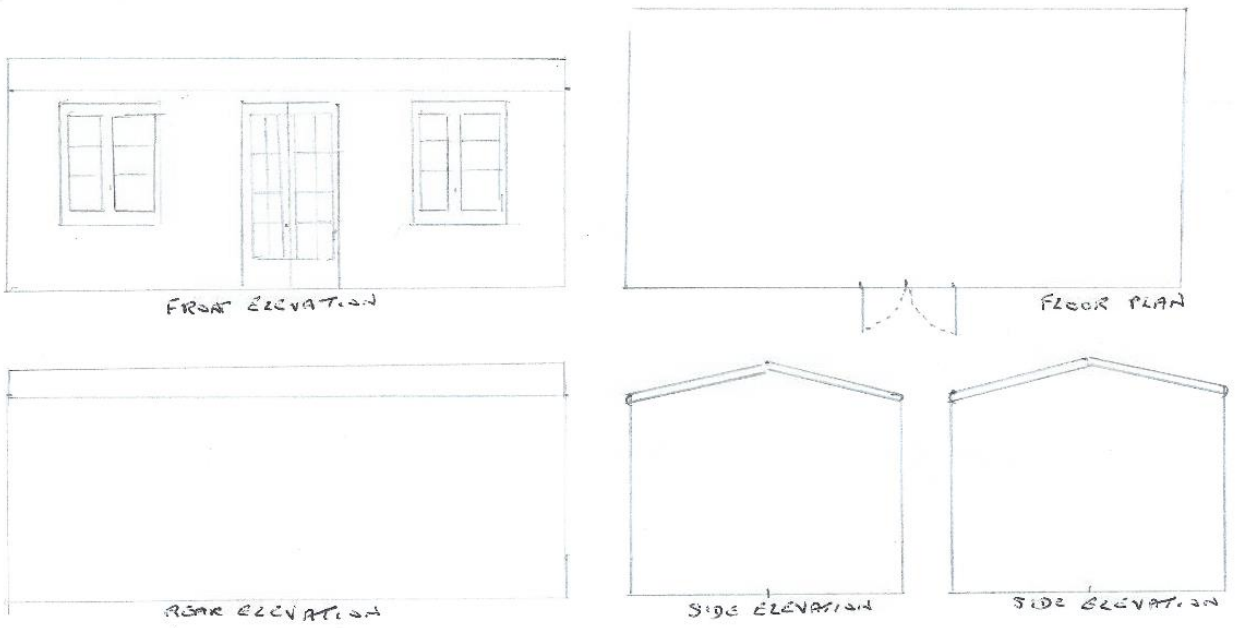 FRONT ELEVATION
FLOOR PLAN
REAR ELEVATION
SIDE ELEVATION
SIDE ELEVATION